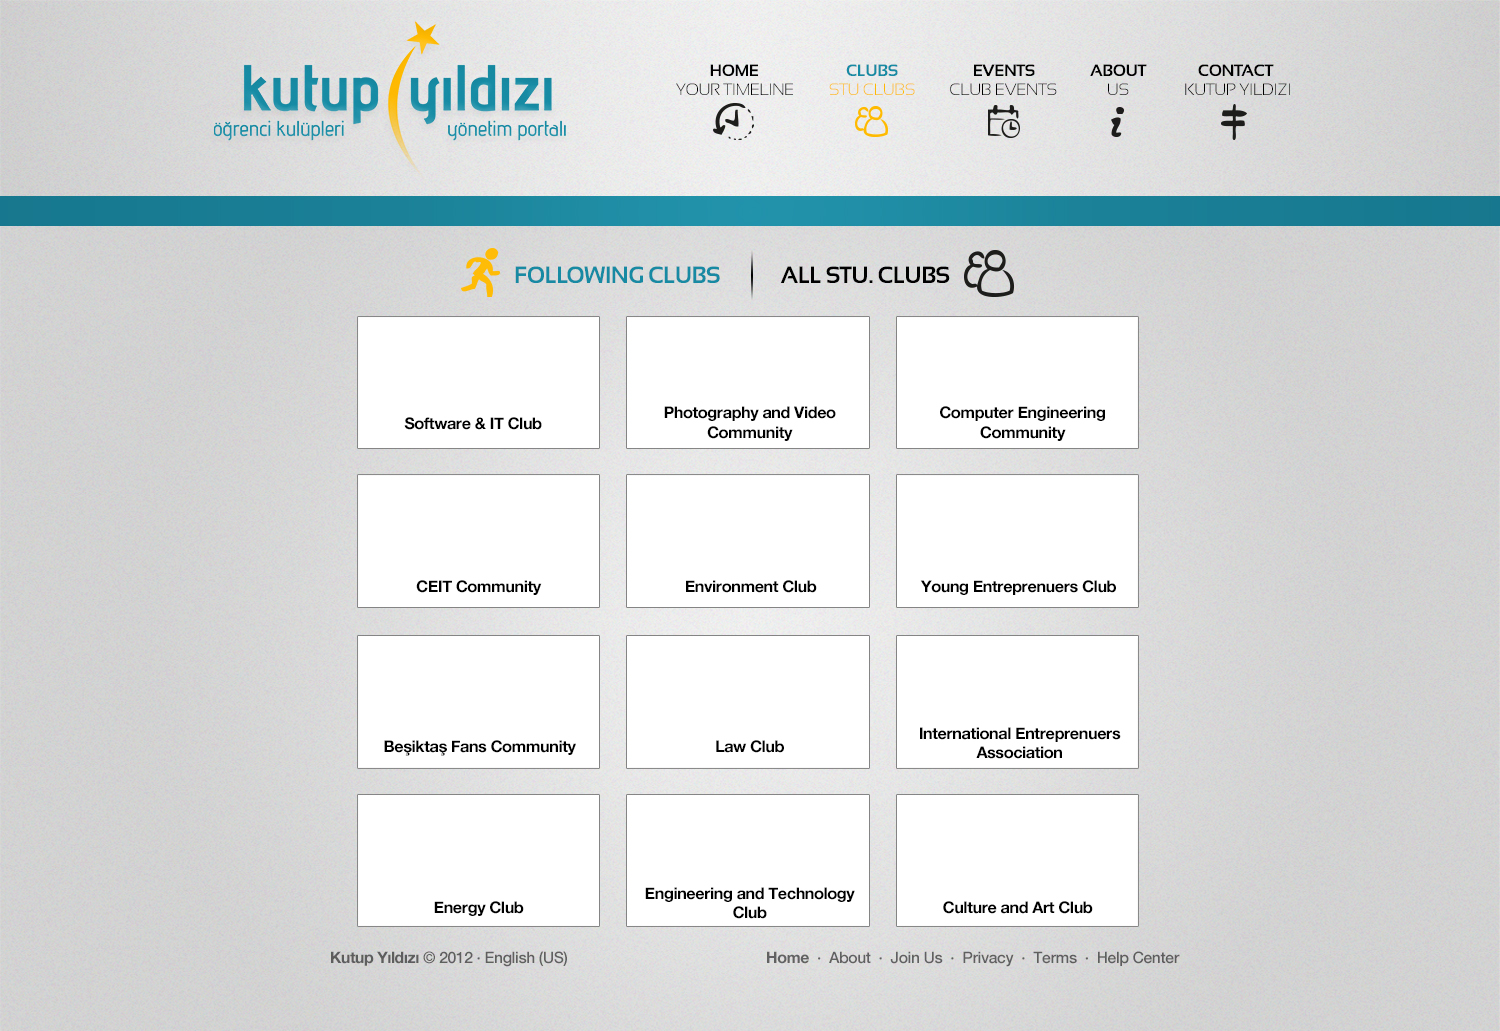 kutup yıldızı
öğrenci kulüpleri yönetim portalı
HOME
YOUR TIMELINE
CLUBS
STU CLUBS
EVENTS
CLUB EVENTS
ABOUT
US
CONTACT
KUTUP YILDIZI
FOLLOWING CLUBS
ALL STU. CLUBS
Software & IT Club
Photography and Video
Community
Computer Engineering
Community
CEIT Community
Environment Club
Young Entreprenuers Club
Beşiktaş Fans Community
Law Club
International Entreprenuers
Association
Energy Club
Engineering and Technology
Club
Culture and Art Club
Kutup Yıldızı © 2012 · English (US)
Home · About · Join Us · Privacy · Terms · Help Center